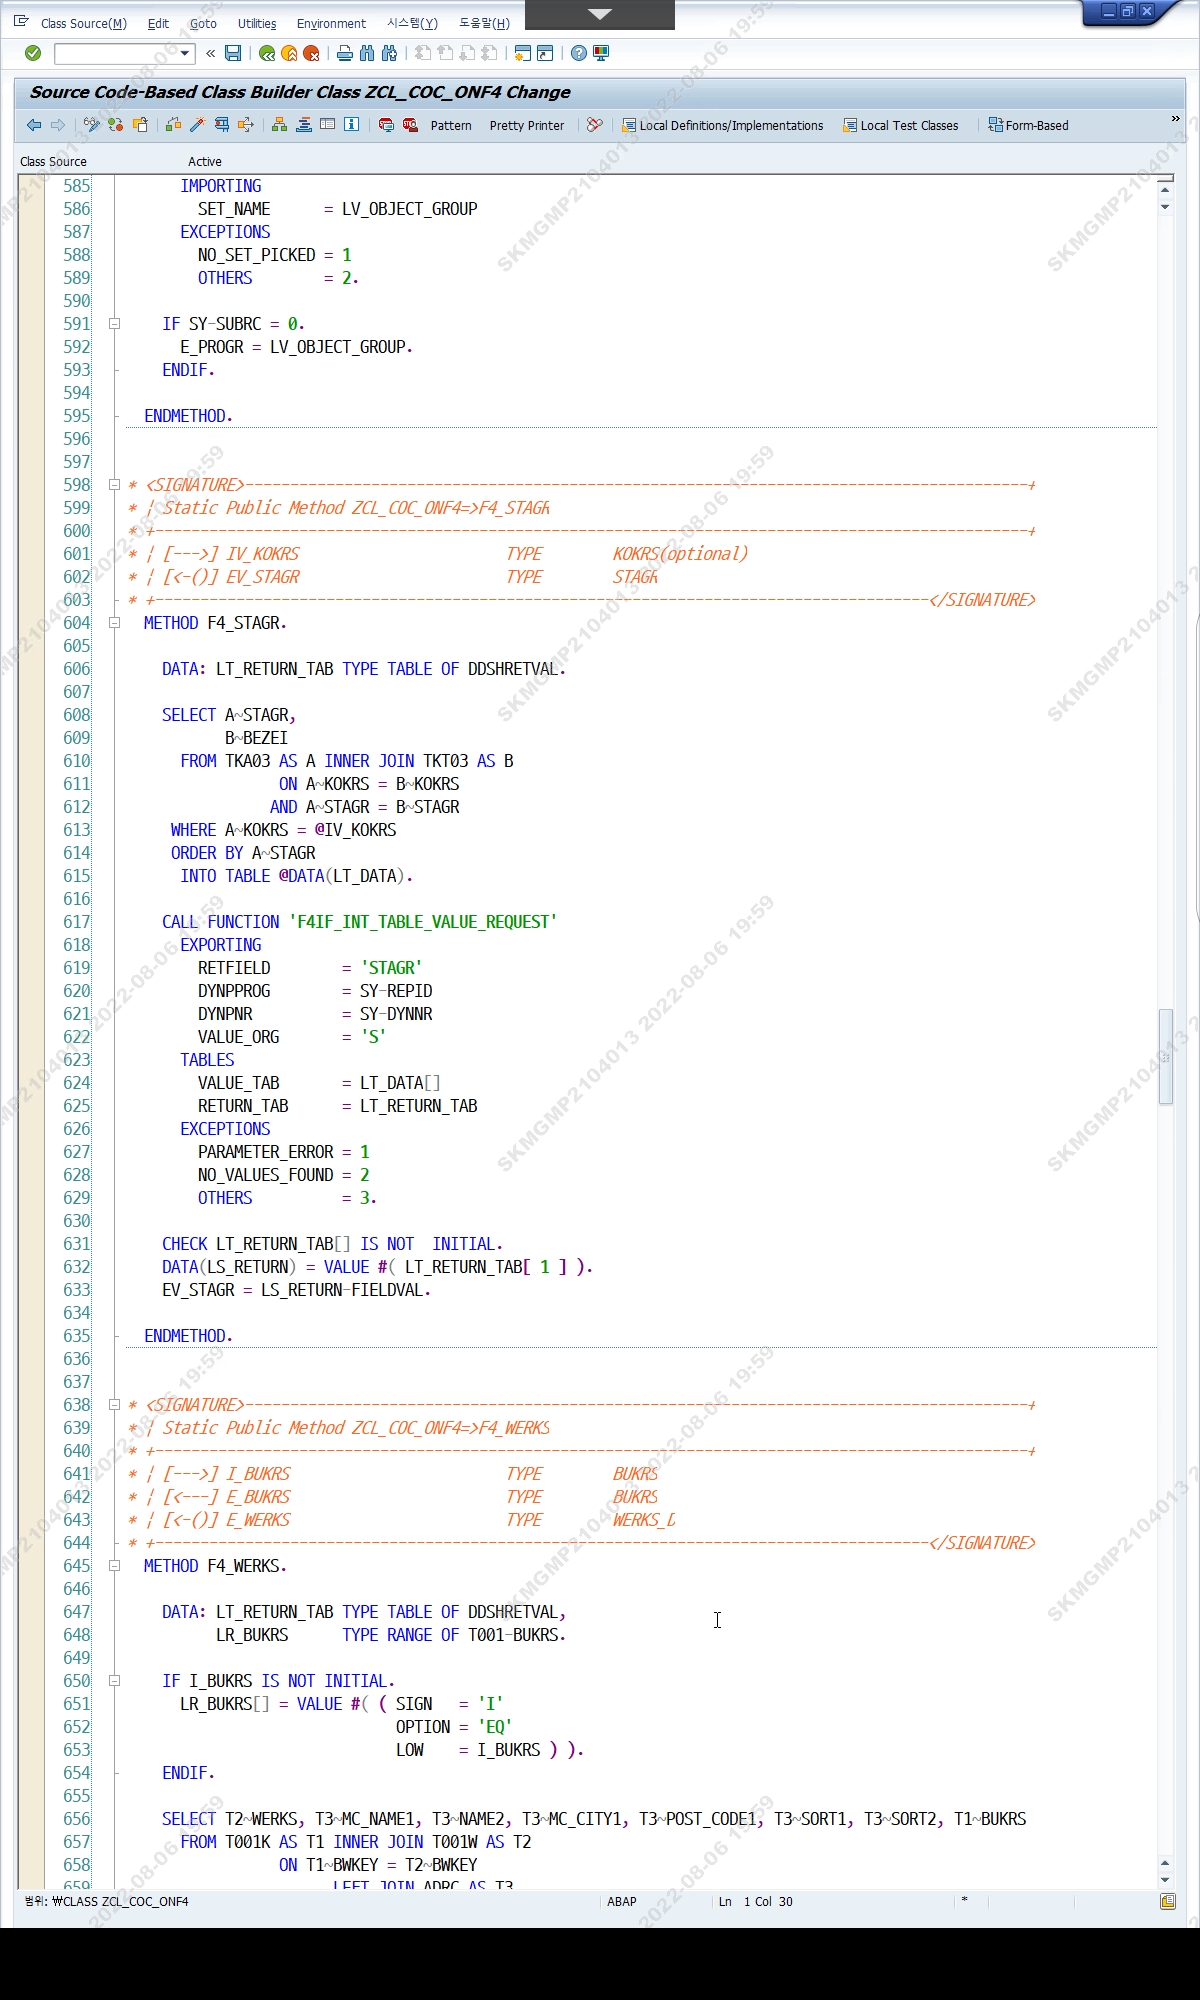 Class Source(M) Edit Goto Utilities Environment 시스템(Y) 도움말(H)
Source Code-Based Class Builder Class ZCL_COC_ONF4 Change
Pattern Pretty Printer Local Definitions/Implementations Local Test Classes Form-Based »
Class Source Active
585 IMPORTING
586 SET_NAME = LV_OBJECT_GROUP
587 EXCEPTIONS
588 NO_SET_PICKED = 1
589 OTHERS = 2.
590
591 IF SY-SUBRC = 0.
592 E_PROGR = LV_OBJECT_GROUP.
593 ENDIF.
594
595 ENDMETHOD.
596
597
598 * <SIGNATURE>---------------------------------------------------------------------------------------+
599 * | Static Public Method ZCL_COC_ONF4=>F4_STAGR
600 * +-------------------------------------------------------------------------------------------------+
601 * | [--->] IV_KOKRS TYPE KOKRS(optional)
602 * | [<-()] EV_STAGR TYPE STAGR
603 * +--------------------------------------------------------------------------------------</SIGNATURE>
604 METHOD F4_STAGR.
605
606 DATA: LT_RETURN_TAB TYPE TABLE OF DDSHRETVAL.
607
608 SELECT A~STAGR,
609 B~BEZEI
610 FROM TKA03 AS A INNER JOIN TKT03 AS B
611 ON A~KOKRS = B~KOKRS
612 AND A~STAGR = B~STAGR
613 WHERE A~KOKRS = @IV_KOKRS
614 ORDER BY A~STAGR
615 INTO TABLE @DATA(LT_DATA).
616
617 CALL FUNCTION 'F4IF_INT_TABLE_VALUE_REQUEST'
618 EXPORTING
619 RETFIELD = 'STAGR'
620 DYNPPROG = SY-REPID
621 DYNPNR = SY-DYNNR
622 VALUE_ORG = 'S'
623 TABLES
624 VALUE_TAB = LT_DATA[]
625 RETURN_TAB = LT_RETURN_TAB
626 EXCEPTIONS
627 PARAMETER_ERROR = 1
628 NO_VALUES_FOUND = 2
629 OTHERS = 3.
630
631 CHECK LT_RETURN_TAB[] IS NOT INITIAL.
632 DATA(LS_RETURN) = VALUE #( LT_RETURN_TAB[ 1 ] ).
633 EV_STAGR = LS_RETURN-FIELDVAL.
634
635 ENDMETHOD.
636
637
638 * <SIGNATURE>---------------------------------------------------------------------------------------+
639 * | Static Public Method ZCL_COC_ONF4=>F4_WERKS
640 * +-------------------------------------------------------------------------------------------------+
641 * | [--->] I_BUKRS TYPE BUKRS
642 * | [<---] E_BUKRS TYPE BUKRS
643 * | [<-()] E_WERKS TYPE WERKS_D
644 * +--------------------------------------------------------------------------------------</SIGNATURE>
645 METHOD F4_WERKS.
646
647 DATA: LT_RETURN_TAB TYPE TABLE OF DDSHRETVAL,
648 LR_BUKRS TYPE RANGE OF T001-BUKRS.
649
650 IF I_BUKRS IS NOT INITIAL.
651 LR_BUKRS[] = VALUE #( ( SIGN = 'I'
652 OPTION = 'EQ'
653 LOW = I_BUKRS ) ).
654 ENDIF.
655
656 SELECT T2~WERKS, T3~MC_NAME1, T3~NAME2, T3~MC_CITY1, T3~POST_CODE1, T3~SORT1, T3~SORT2, T1~BUKRS
657 FROM T001K AS T1 INNER JOIN T001W AS T2
658 ON T1~BWKEY = T2~BWKEY
659 LEFT JOIN ADRC AS T3
범위: ₩CLASS ZCL_COC_ONF4 ABAP Ln 1 Col 30 *
SKMGMP2104013 2022-08-06 19:59